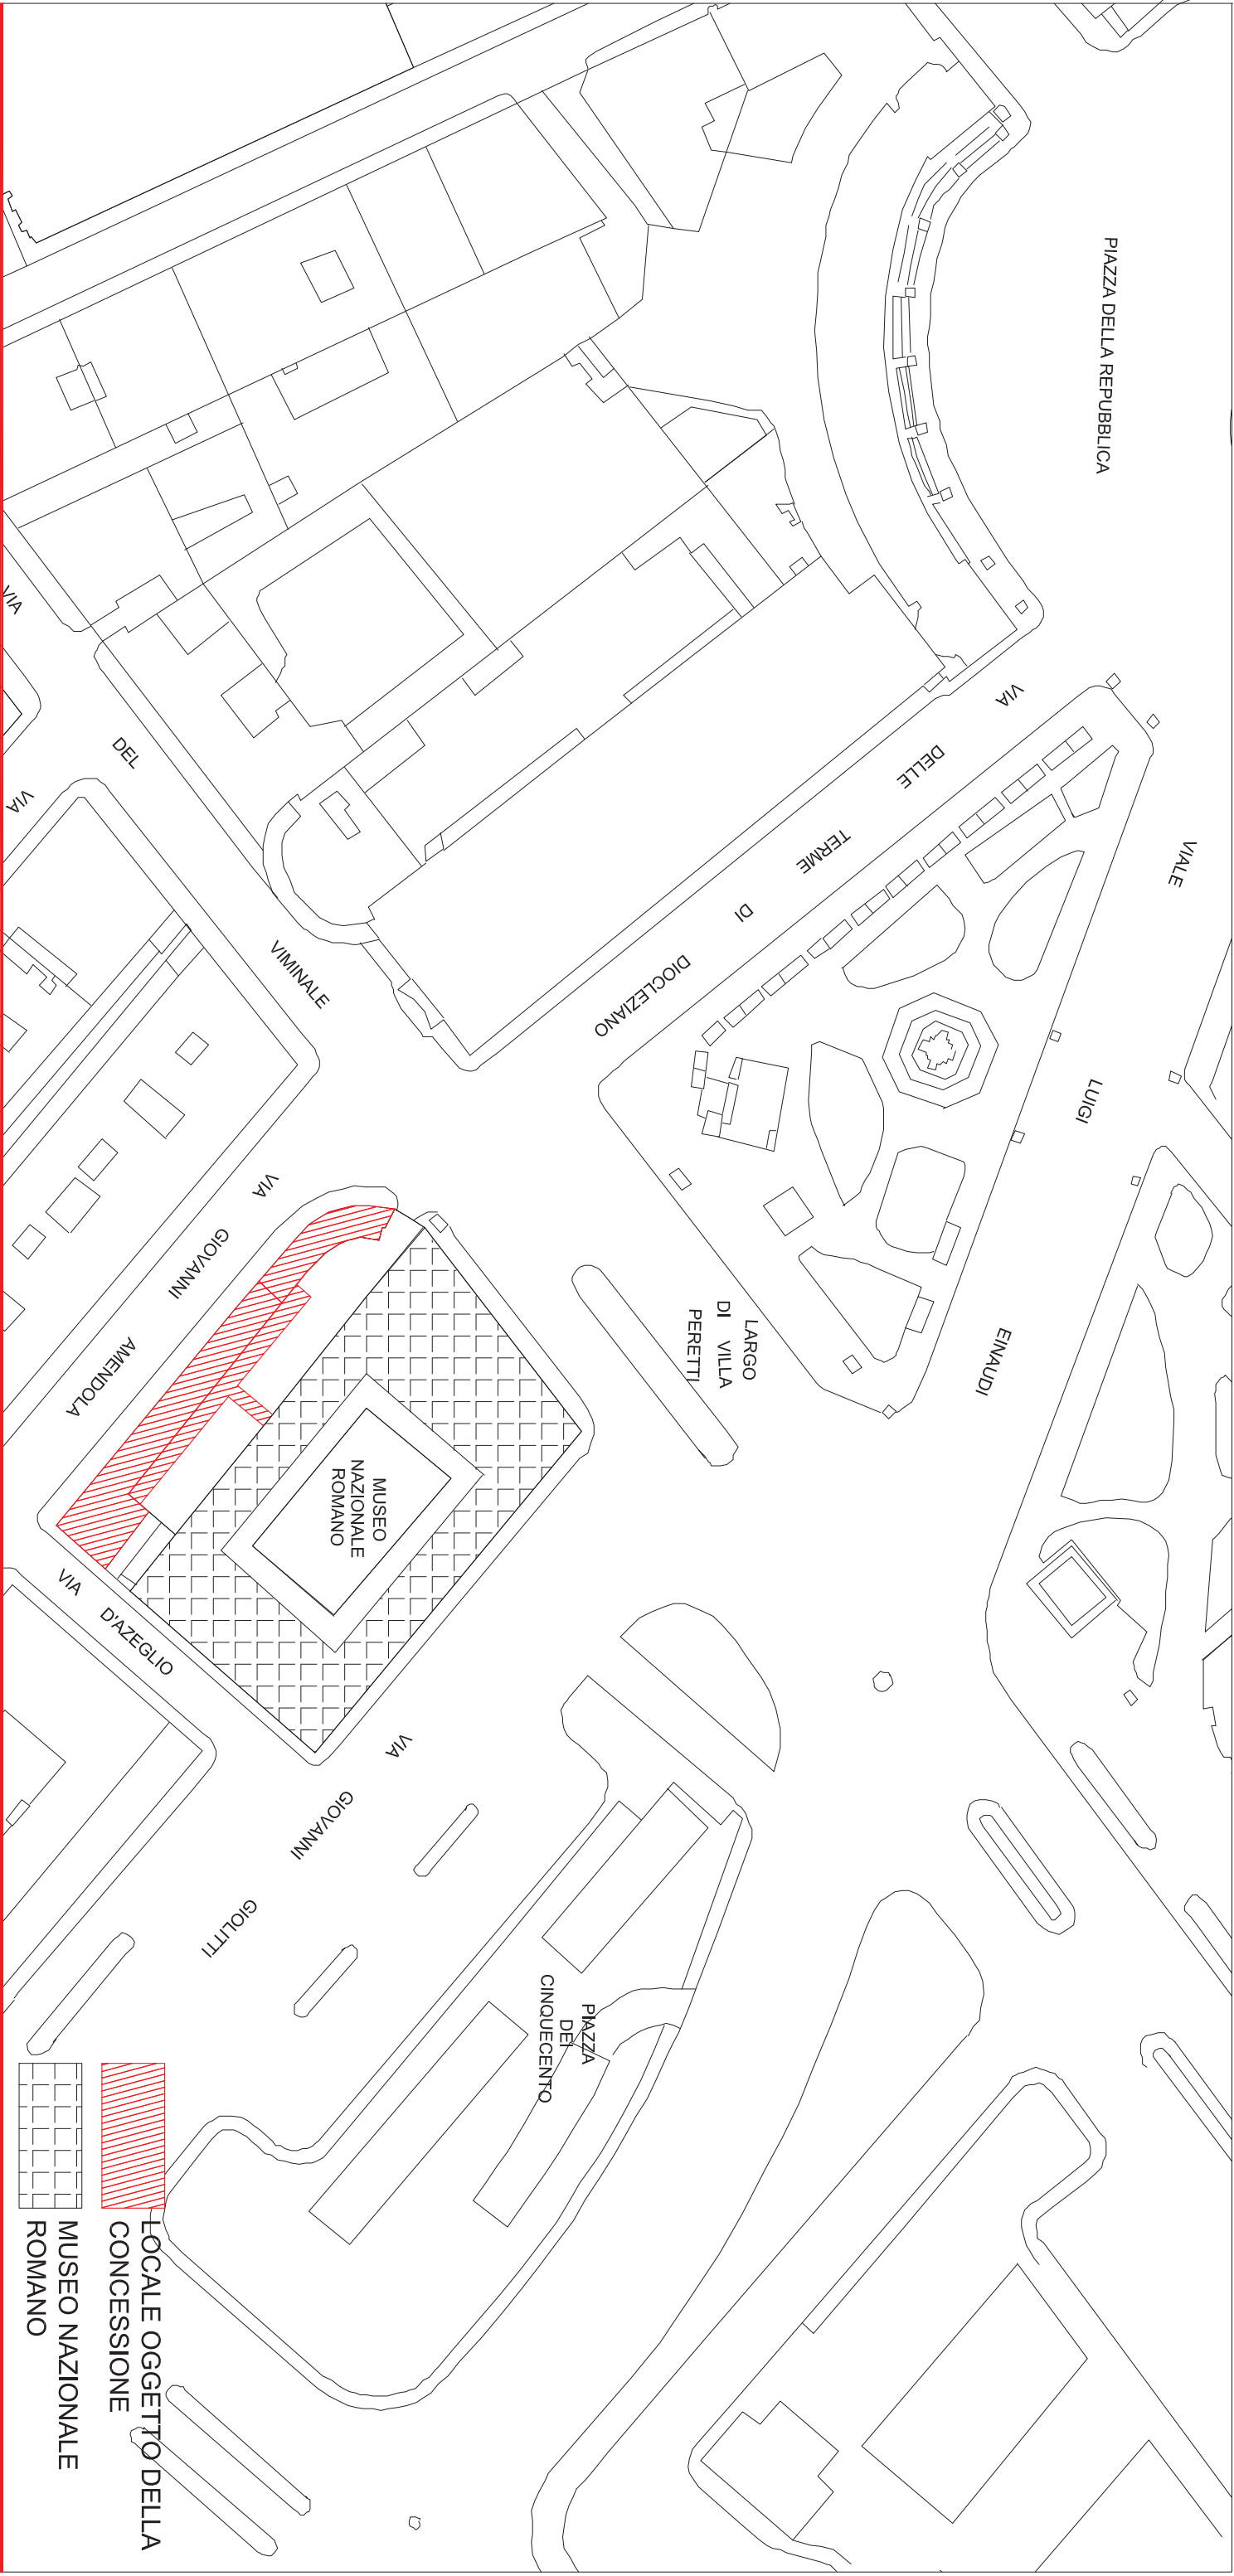 PIAZZA DELLA REPUBBLICA
VIA
DELLE
TERME
DI
DIOCLEZIANO
VIALE
LUIGI
EINAUDI
VIA
DEL
VIMINALE
VIA
VIA
GIOVANNI
AMENDOLA
LARGO
DI VILLA
PERETTI
MUSEO
NAZIONALE
ROMANO
VIA
D'AZEGLIO
VIA
GIOVANNI
GIOLITTI
PIAZZA
DEI
CINQUECENTO
LOCALE OGGETTO DELLA
CONCESSIONE
MUSEO NAZIONALE
ROMANO